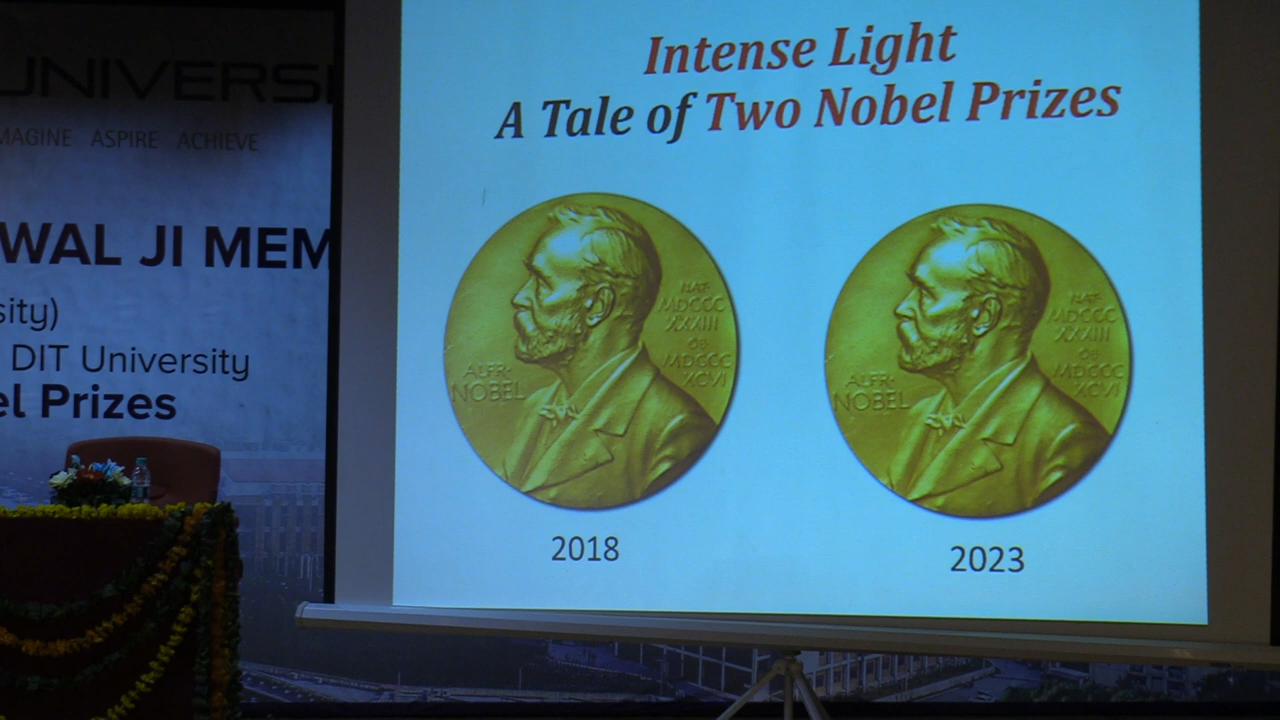 UNIVERSI
MAGINE ASPIRE ACHIEVE
WAL JI MEM
sity)
DIT University
el Prizes
Intense Light
A Tale of Two Nobel Prizes
ALFR·
NOBEL
NAT·
MDCCC
XXXIII
OB·
MDCCC
XCVI
2018
ALFR·
NOBEL
NAT·
MDCCC
XXXIII
OB·
MDCCC
XCVI
2023